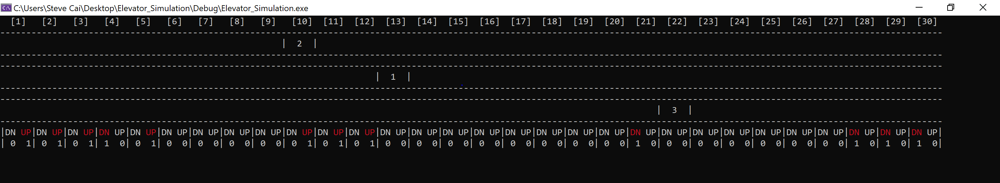 C:\Users\Steve Cai\Desktop\Elevator_Simulation\Debug\Elevator_Simulation.exe
[1] [2] [3] [4] [5] [6] [7] [8] [9] [10] [11] [12] [13] [14] [15] [16] [17] [18] [19] [20] [21] [22] [23] [24] [25] [26] [27] [28] [29] [30]
| 2 |
| 1 |
| 3 |
|DN UP|DN UP|DN UP|DN UP|DN UP|DN UP|DN UP|DN UP|DN UP|DN UP|DN UP|DN UP|DN UP|DN UP|DN UP|DN UP|DN UP|DN UP|DN UP|DN UP|DN UP|DN UP|DN UP|DN UP|DN UP|DN UP|DN UP|DN UP|DN UP|DN UP|
| 0 1| 0 1| 0 1| 1 0| 0 1| 0 0| 0 0| 0 0| 0 0| 0 1| 0 1| 0 1| 0 0| 0 0| 0 0| 0 0| 0 0| 0 0| 0 0| 0 0| 1 0| 0 0| 0 0| 0 0| 0 0| 0 0| 0 0| 1 0| 1 0| 1 0|